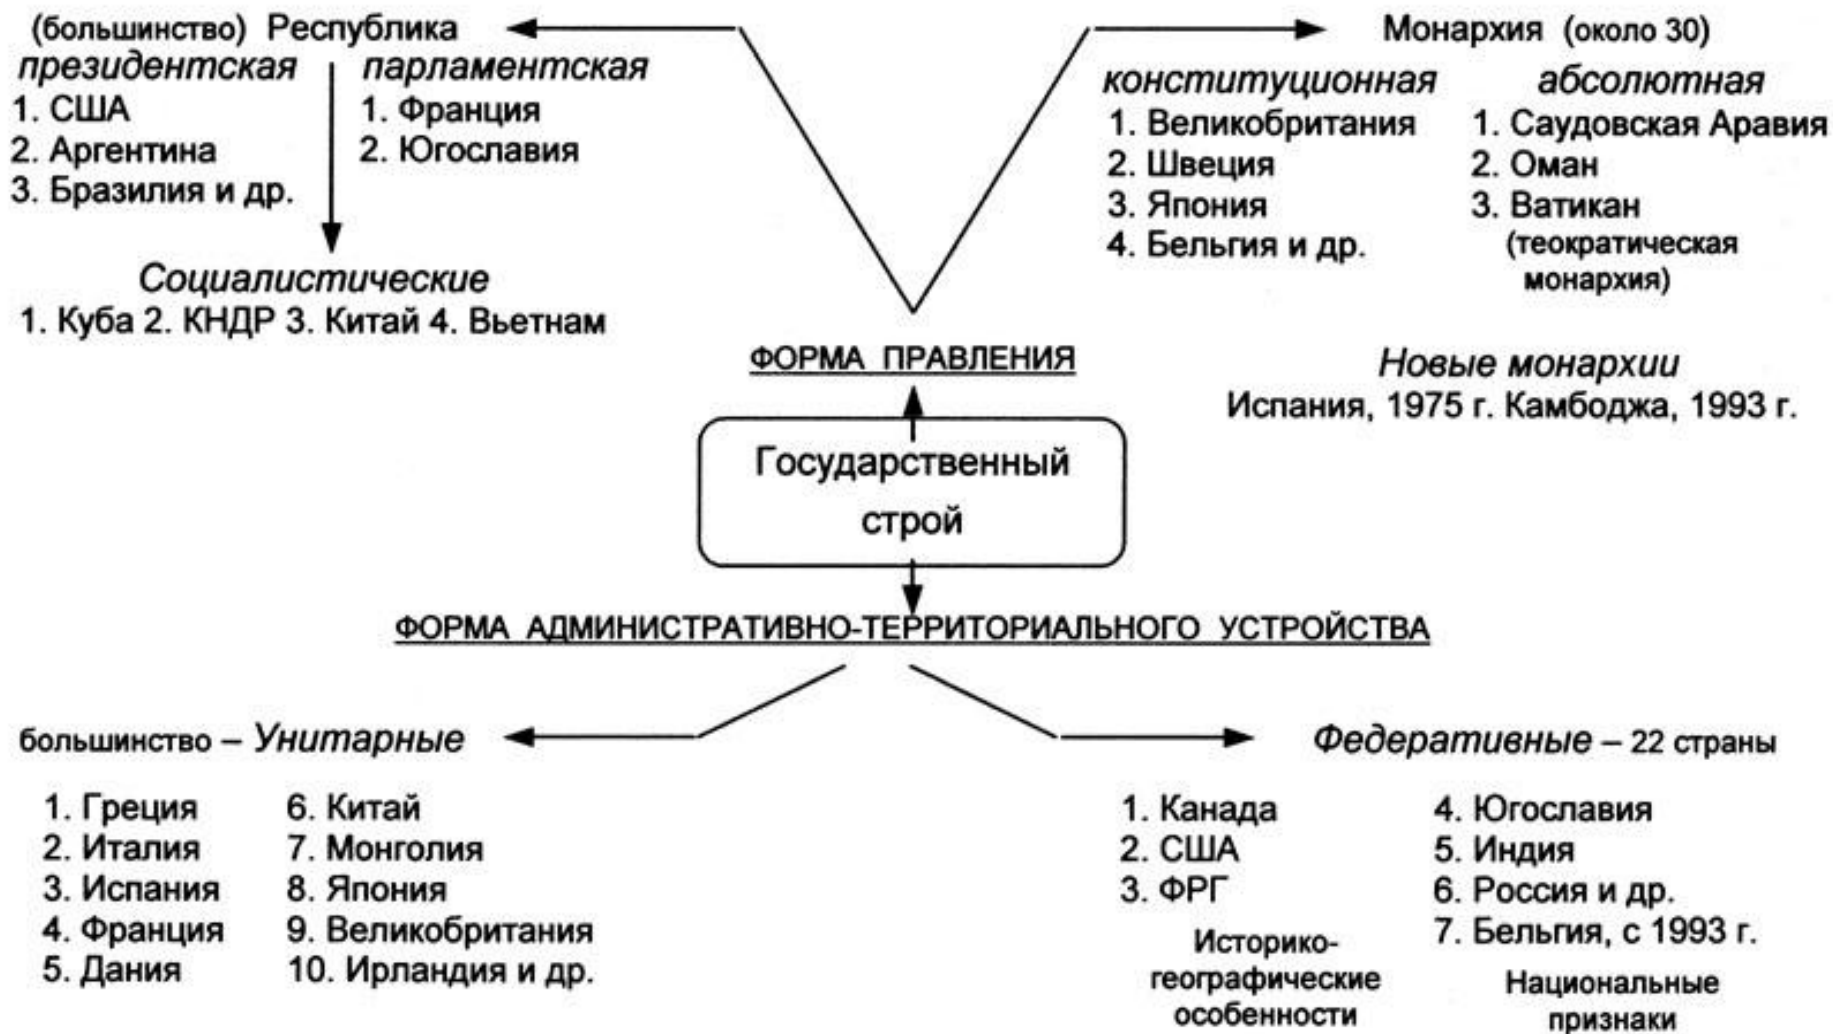 (большинство) Республика
президентская парламентская
1. США 1. Франция
2. Аргентина 2. Югославия
3. Бразилия и др.
Социалистические
1. Куба 2. КНДР 3. Китай 4. Вьетнам
Монархия (около 30)
конституционная абсолютная
1. Великобритания 1. Саудовская Аравия
2. Швеция 2. Оман
3. Япония 3. Ватикан
4. Бельгия и др. (теократическая
монархия)
Новые монархии
Испания, 1975 г. Камбоджа, 1993 г.
ФОРМА ПРАВЛЕНИЯ
Государственный
строй
ФОРМА АДМИНИСТРАТИВНО-ТЕРРИТОРИАЛЬНОГО УСТРОЙСТВА
большинство – Унитарные
1. Греция 6. Китай
2. Италия 7. Монголия
3. Испания 8. Япония
4. Франция 9. Великобритания
5. Дания 10. Ирландия и др.
Федеративные – 22 страны
1. Канада 4. Югославия
2. США 5. Индия
3. ФРГ 6. Россия и др.
7. Бельгия, с 1993 г.
Историко-
географические
особенности
Национальные
признаки